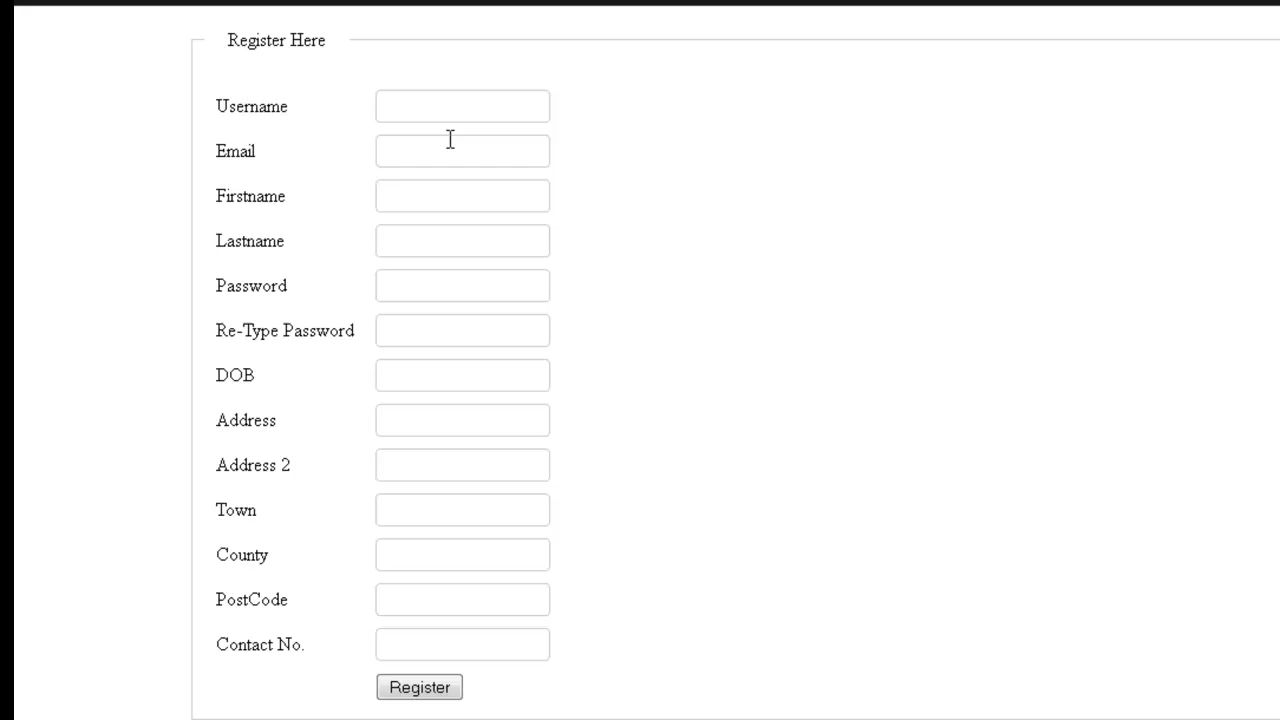 Register Here
Username
Email
Firstname
Lastname
Password
Re-Type Password
DOB
Address
Address 2
Town
County
PostCode
Contact No.
Register